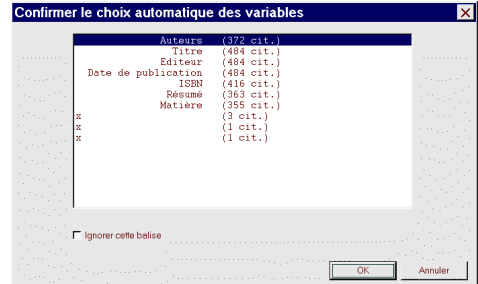 Confirmer le choix automatique des variables
Auteurs (372 cit.)
Titre (484 cit.)
Editeur (484 cit.)
Date de publication (484 cit.)
ISBN (416 cit.)
Résumé (363 cit.)
Matière (355 cit.)
x (3 cit.)
x (1 cit.)
x (1 cit.)
Ignorer cette balise
OK Annuler